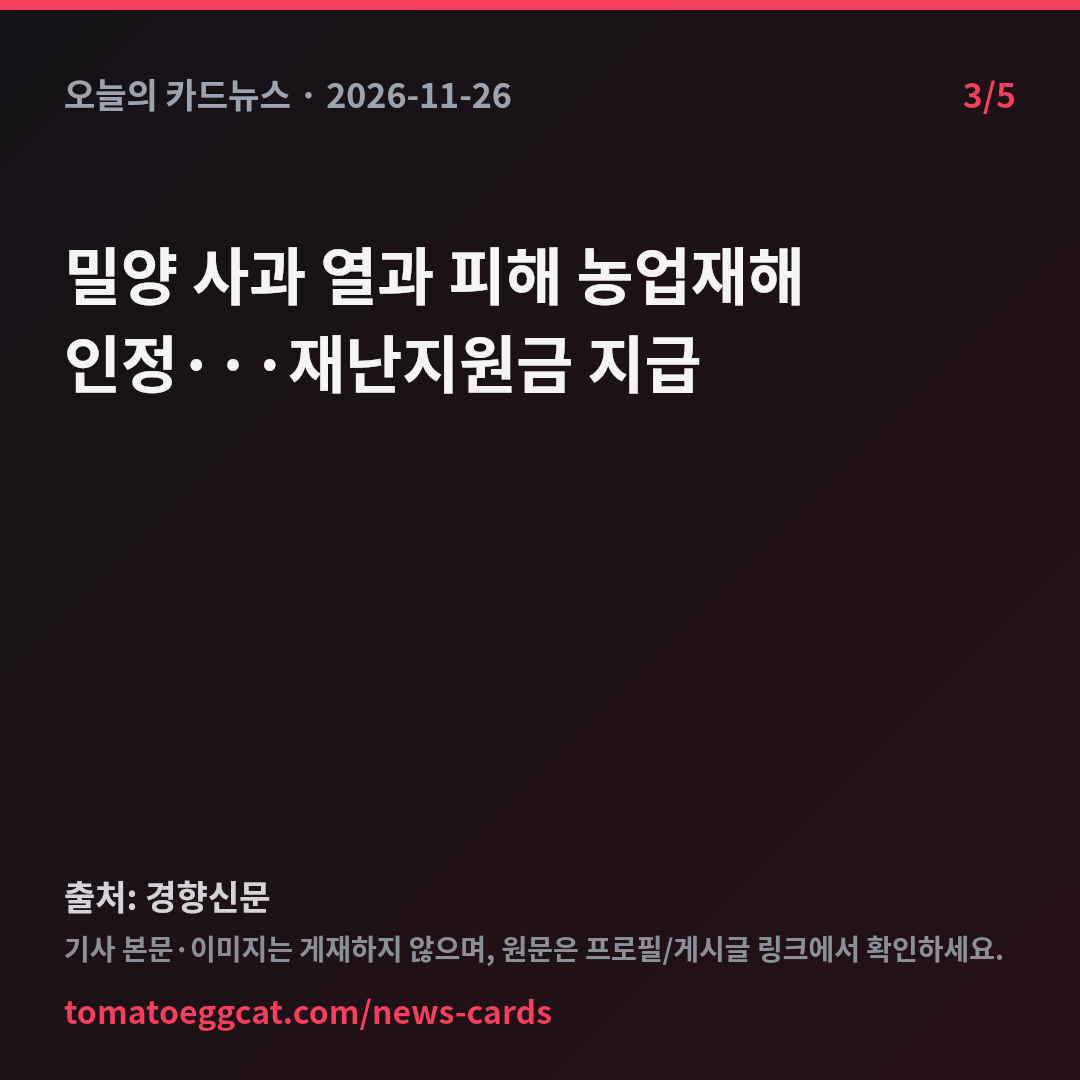 오늘의 카드뉴스 · 2026-11-26
3/5
밀양 사과 열과 피해 농업재해
인정···재난지원금 지급
출처: 경향신문
기사 본문·이미지는 게재하지 않으며, 원문은 프로필/게시글 링크에서 확인하세요.
tomatoeggcat.com/news-cards